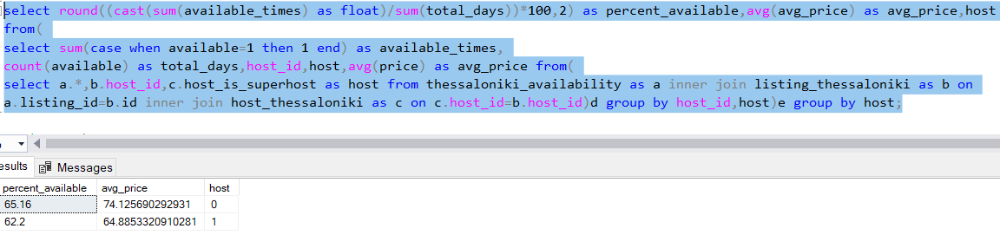 select round((cast(sum(available_times) as float)/sum(total_days))*100,2) as percent_available,avg(avg_price) as avg_price,host
from(
select sum(case when available=1 then 1 end) as available_times,
count(available) as total_days,host_id,host,avg(price) as avg_price from(
select a.*,b.host_id,c.host_is_superhost as host from thessaloniki_availability as a inner join listing_thessaloniki as b on
a.listing_id=b.id inner join host_thessaloniki as c on c.host_id=b.host_id)d group by host_id,host)e group by host;
esults Messages
percent_available avg_price host
65.16 74.125690292931 0
62.2 64.8853320910281 1